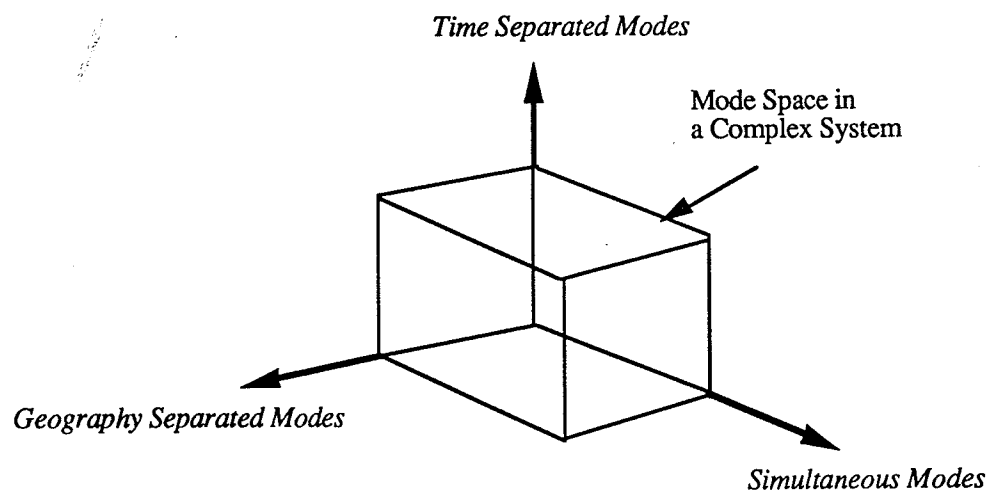 Time Separated Modes
Mode Space in
a Complex System
Geography Separated Modes
Simultaneous Modes